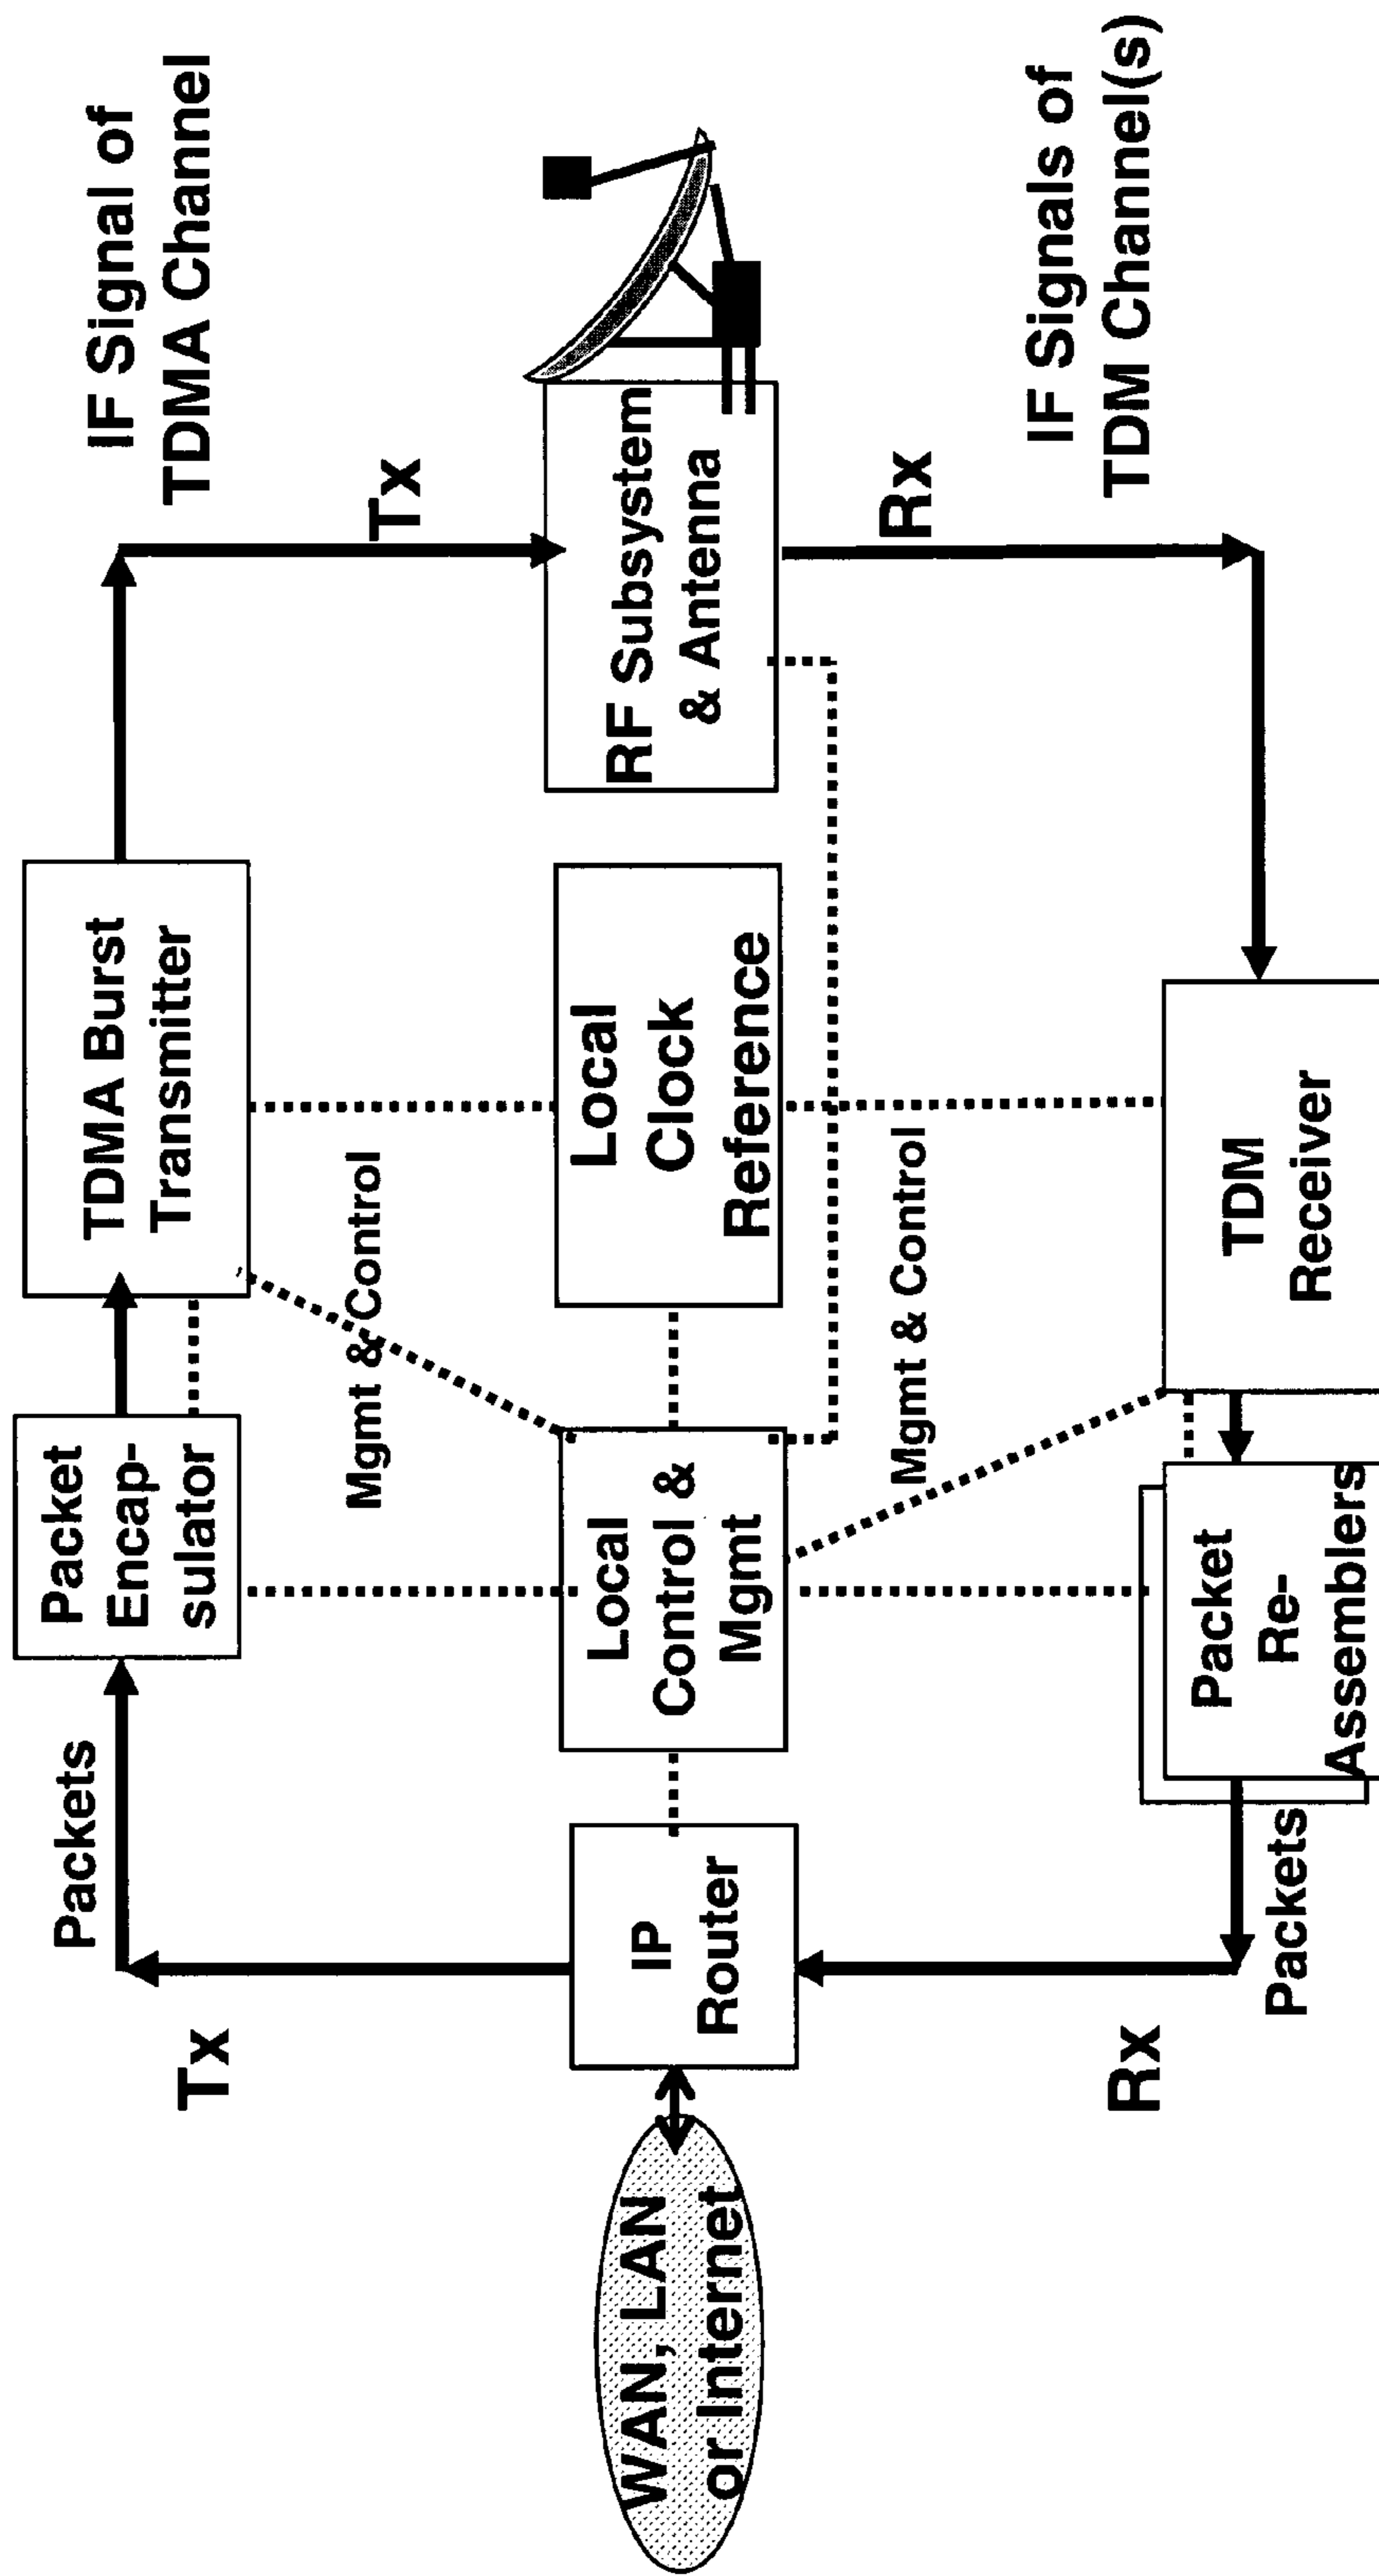 IF Signal of
TDMA Channel
TDMA Burst
Transmitter
Packet
Encap-
sulator
Packets
Tx
Tx
Mgmt & Control
RF Subsystem
& Antenna
Local
Clock
Reference
Local
Control &
Mgmt
IP
Router
WAN, LAN
or Internet
Rx
Mgmt & Control
IF Signals of
TDM Channel(s)
TDM
Receiver
Packet
Re-
Assemblers
Packets
Rx